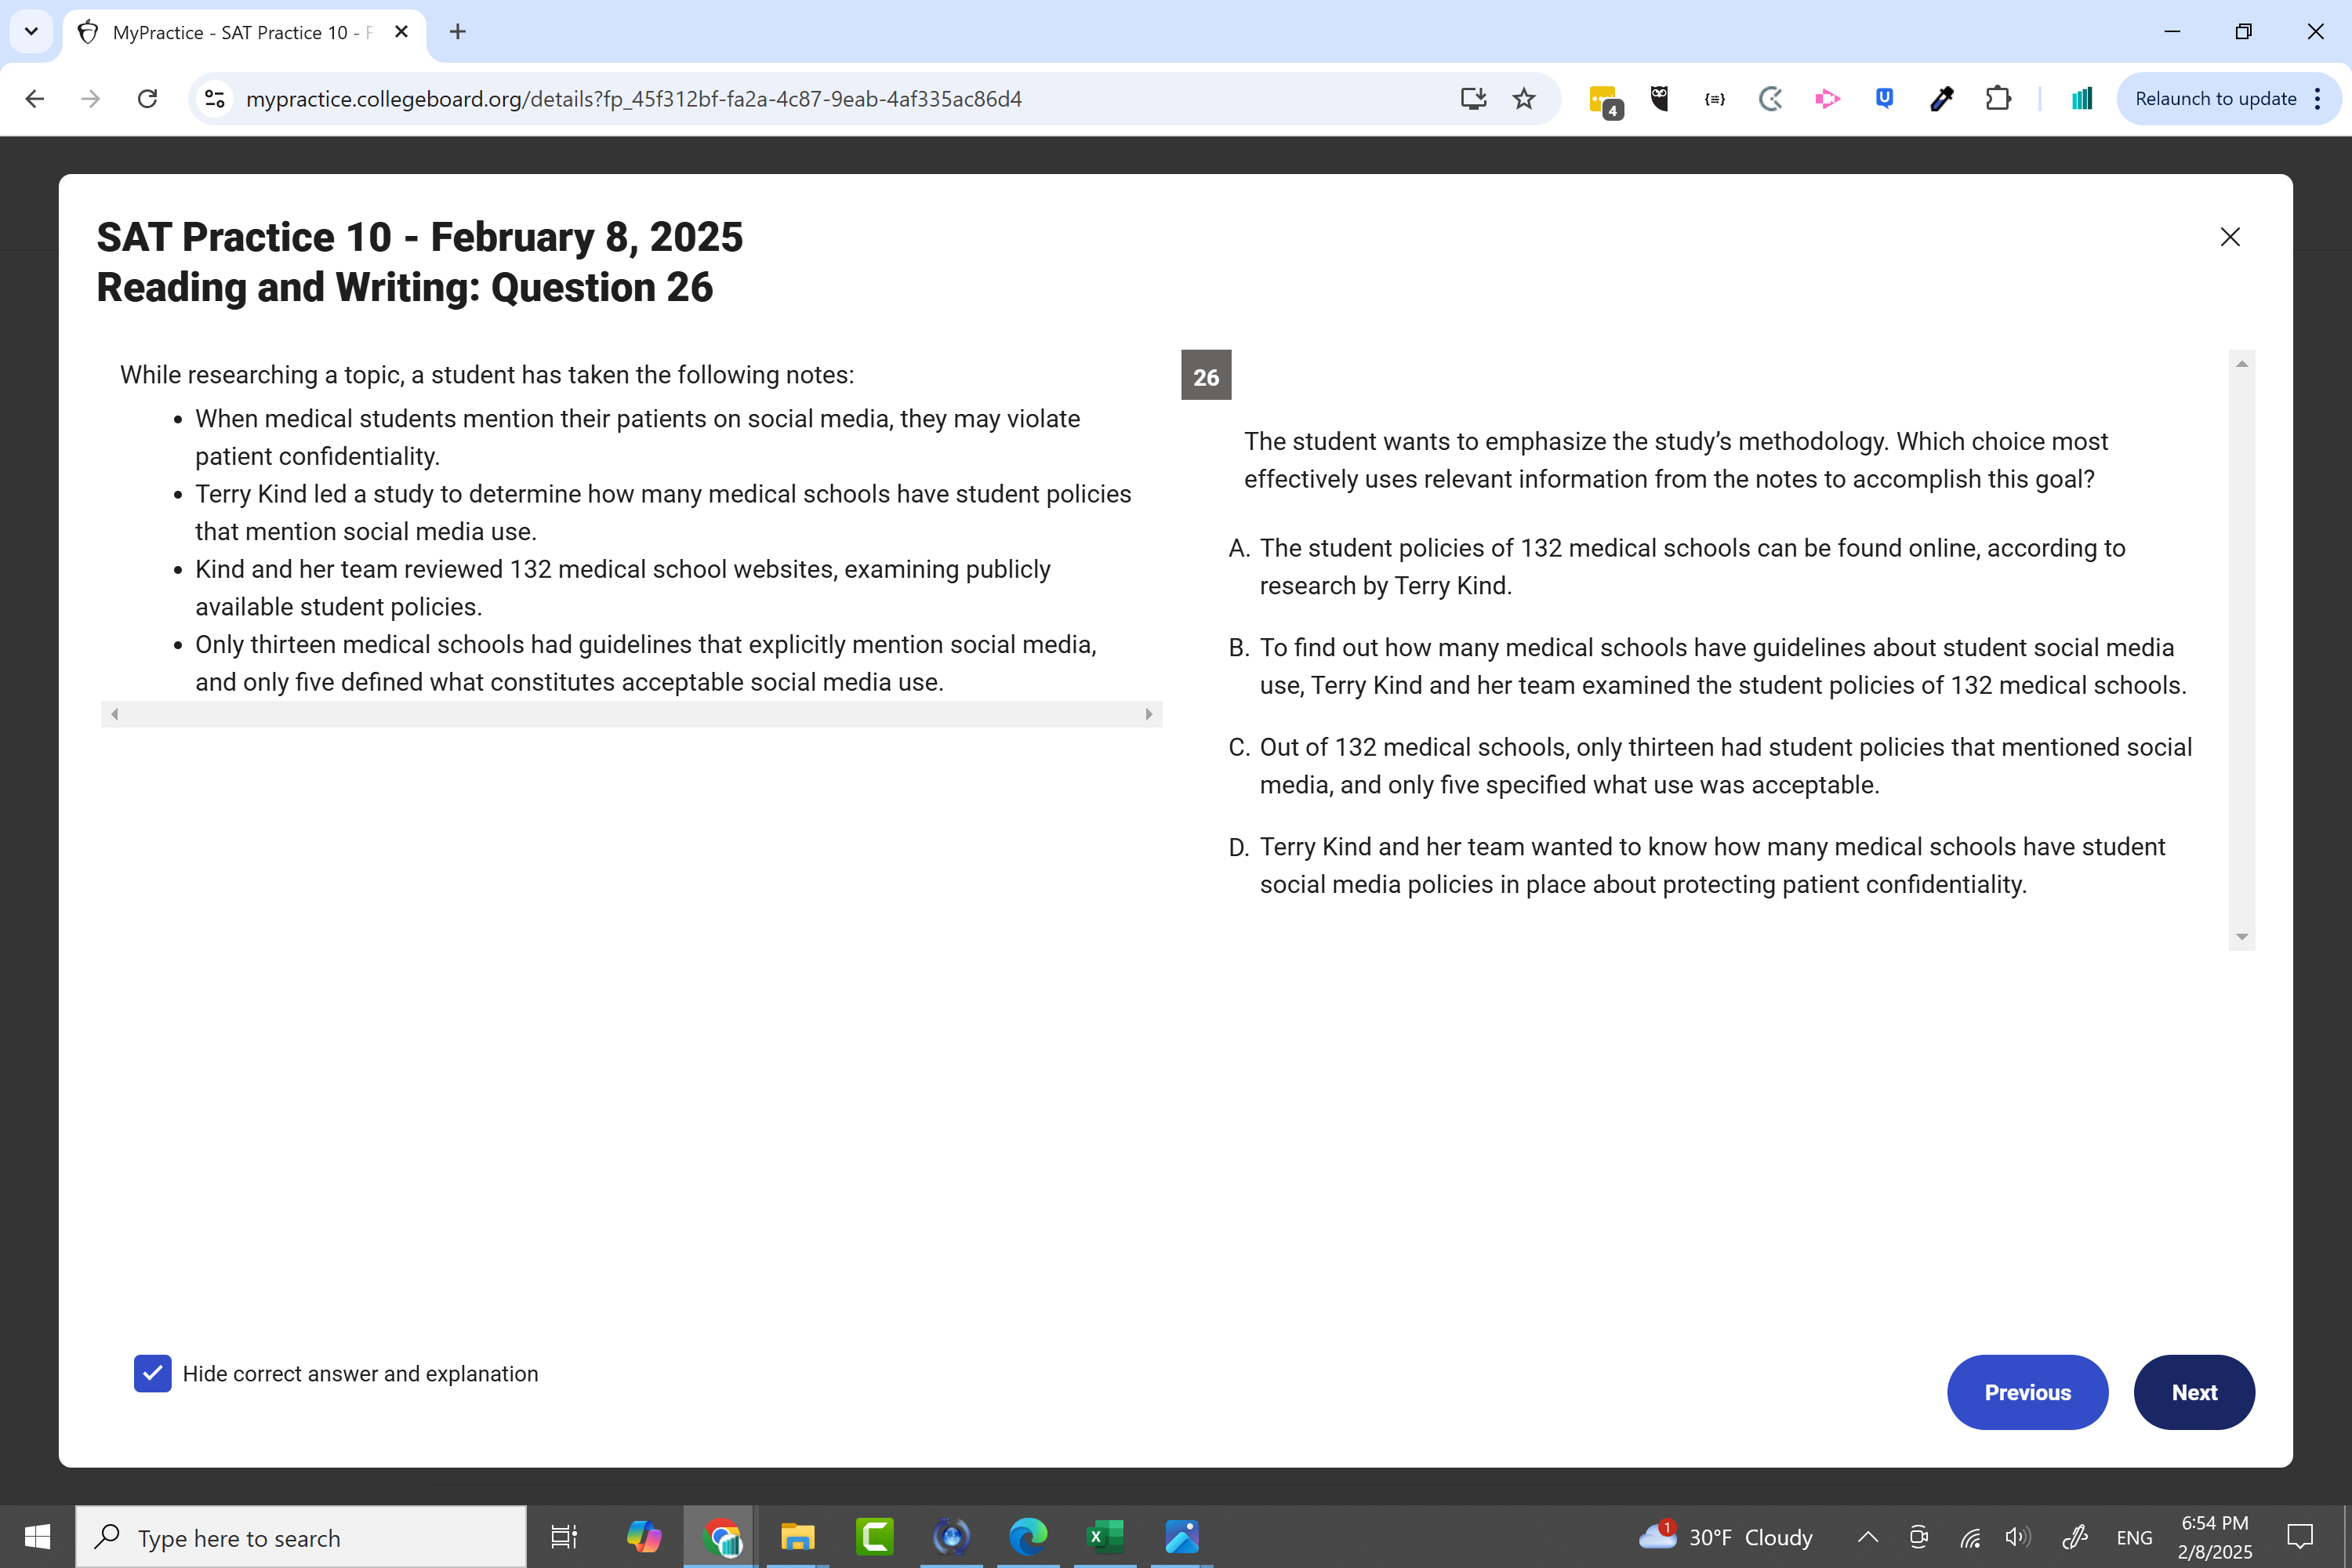 MyPractice - SAT Practice 10 - F
mypractice.collegeboard.org/details?fp_45f312bf-fa2a-4c87-9eab-4af335ac86d4
4
{≡}
U
Relaunch to update
SAT Practice 10 - February 8, 2025
Reading and Writing: Question 26
While researching a topic, a student has taken the following notes:
• When medical students mention their patients on social media, they may violate
patient confidentiality.
• Terry Kind led a study to determine how many medical schools have student policies
that mention social media use.
• Kind and her team reviewed 132 medical school websites, examining publicly
available student policies.
• Only thirteen medical schools had guidelines that explicitly mention social media,
and only five defined what constitutes acceptable social media use.
26
The student wants to emphasize the study’s methodology. Which choice most
effectively uses relevant information from the notes to accomplish this goal?
A. The student policies of 132 medical schools can be found online, according to
research by Terry Kind.
B. To find out how many medical schools have guidelines about student social media
use, Terry Kind and her team examined the student policies of 132 medical schools.
C. Out of 132 medical schools, only thirteen had student policies that mentioned social
media, and only five specified what use was acceptable.
D. Terry Kind and her team wanted to know how many medical schools have student
social media policies in place about protecting patient confidentiality.
Hide correct answer and explanation
Previous
Next
Type here to search
1
30°F Cloudy
ENG
6:54 PM
2/8/2025